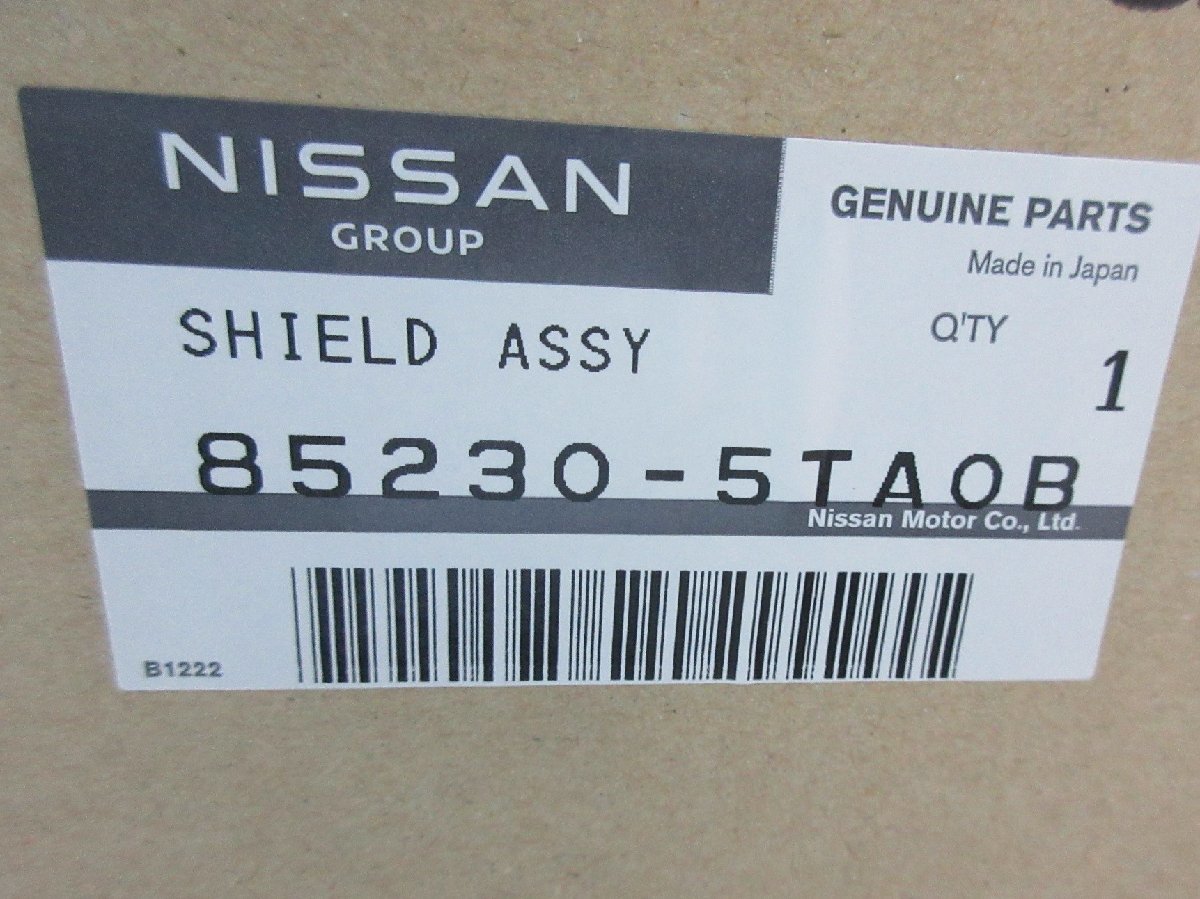 NISSAN
GROUP
GENUINE PARTS
Made in Japan
SHIELD ASSY
Q'TY
1
85230-5TA0B
Nissan Motor Co., Ltd.
B1222